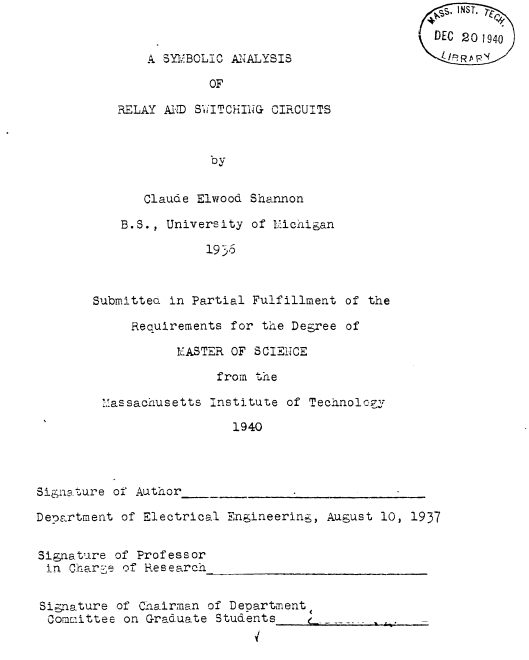 MASS. INST. TECH.
DEC 20 1940
LIBRARY
A SYMBOLIC ANALYSIS
OF
RELAY AND SWITCHING CIRCUITS
by
Claude Elwood Shannon
B.S., University of Michigan
1936
Submitted in Partial Fulfillment of the
Requirements for the Degree of
MASTER OF SCIENCE
from the
Massachusetts Institute of Technology
1940
Signature of Author
Department of Electrical Engineering, August 10, 1937
Signature of Professor
in Charge of Research
Signature of Chairman of Department
Committee on Graduate Students